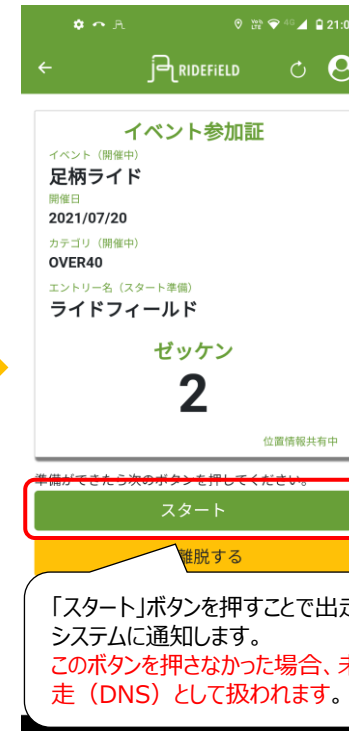 21:0
RIDEFiELD
イベント参加証
イベント（開催中）
足柄ライド
開催日
2021/07/20
カテゴリ（開催中）
OVER40
エントリー名（スタート準備）
ライドフィールド
ゼッケン
2
位置情報共有中
準備ができたら次のボタンを押してください。
スタート
離脱する
「スタート」ボタンを押すことで出走
システムに通知します。
このボタンを押さなかった場合、未
走（DNS）として扱われます。